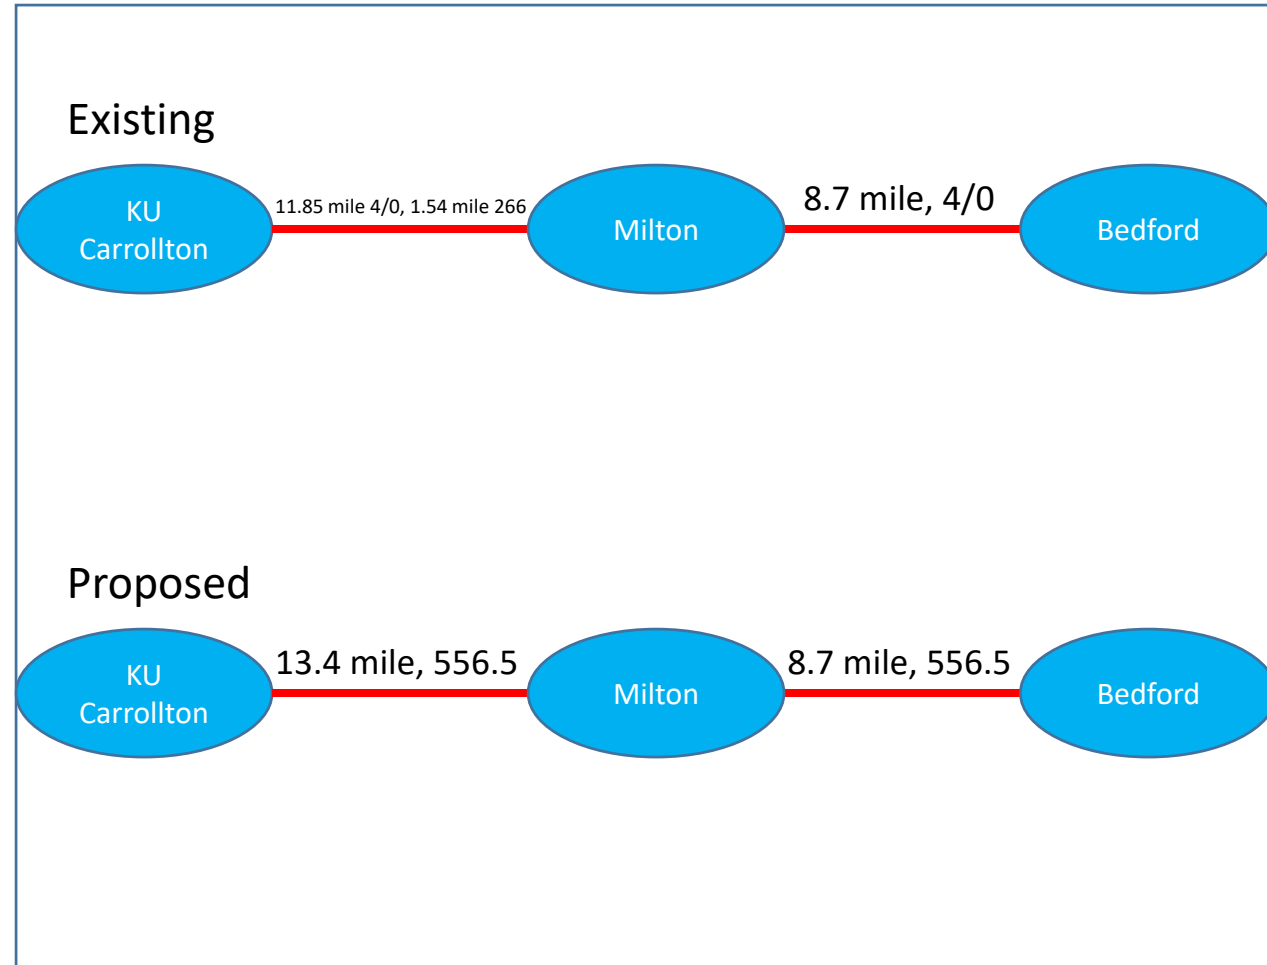 Existing
KU
Carrollton
11.85 mile 4/0, 1.54 mile 266
Milton
8.7 mile, 4/0
Bedford
Proposed
KU
Carrollton
13.4 mile, 556.5
Milton
8.7 mile, 556.5
Bedford